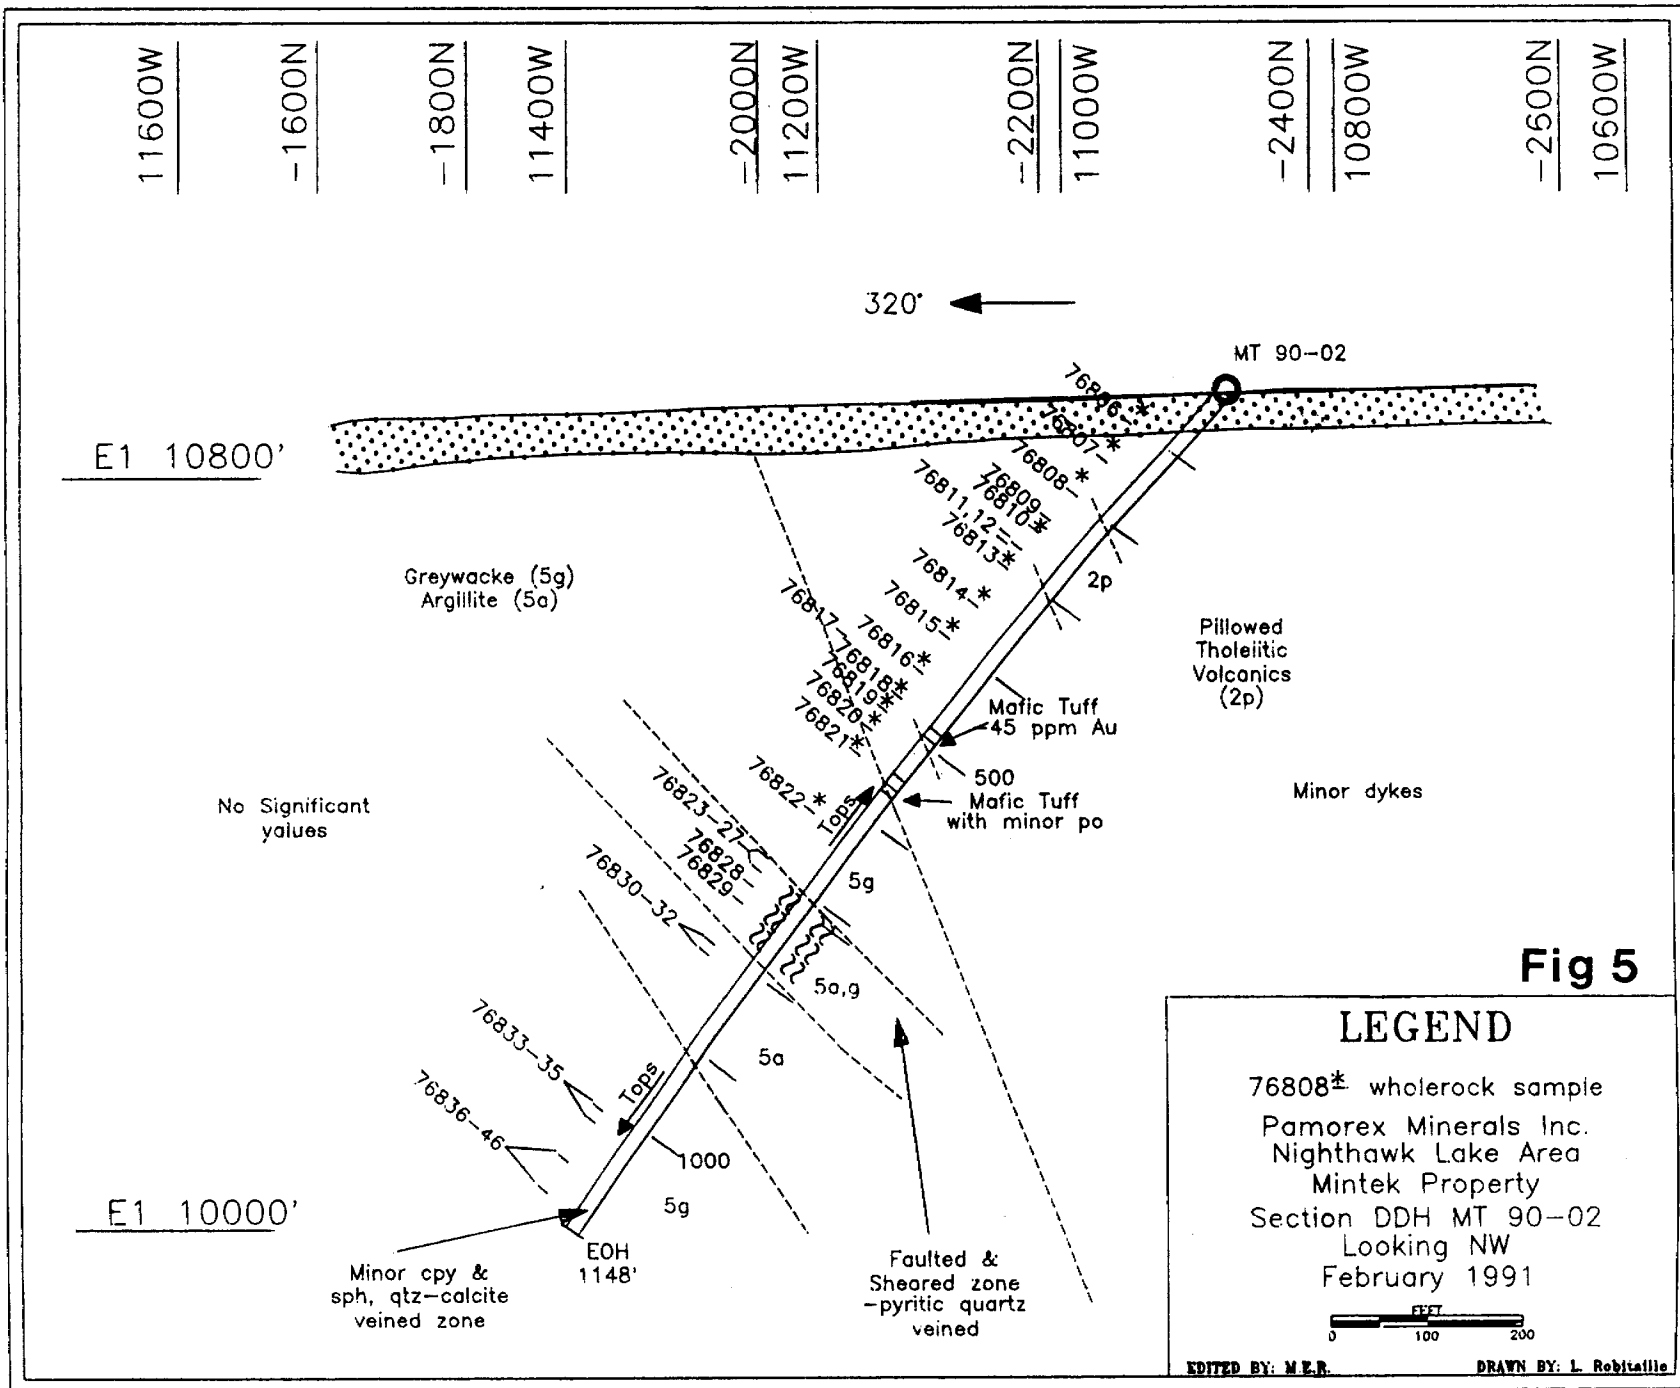 11600W
-1600N
-1800N
11400W
-2000N
11200W
-2200N
11000W
-2400N
10800W
-2600N
10600W
320°
MT 90-02
E1 10800'
76806*
76807*
76808*
76809
76810*
76811,12
76813*
76814*
76815*
76816*
76817
76818*
76819*
76820*
76821*
76822*
76823-27
76828
76829
76830-32
76833-35
76836-46
Greywacke (5g)
Argillite (5a)
2p
Pillowed
Tholeiitic
Volcanics
(2p)
Mafic Tuff
45 ppm Au
500
Mafic Tuff
with minor po
Minor dykes
No Significant
values
Tops
5g
5a,g
5a
Tops
1000
5g
E1 10000'
EOH
1148'
Minor cpy &
sph, qtz-calcite
veined zone
Faulted &
Sheared zone
-pyritic quartz
veined
Fig 5
LEGEND
76808* wholerock sample
Pamorex Minerals Inc.
Nighthawk Lake Area
Mintek Property
Section DDH MT 90-02
Looking NW
February 1991
FEET
0 100 200
EDITED BY: M.E.R. DRAWN BY: L. Robitaille